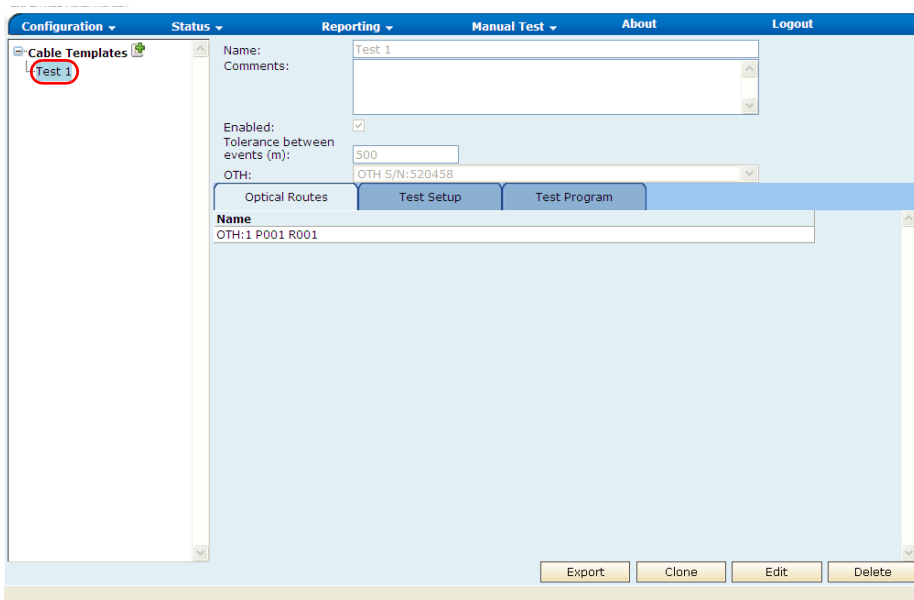 Configuration Status Reporting Manual Test About Logout
Cable Templates
Test 1
Name: Test 1
Comments:
Enabled:
Tolerance between
events (m): 500
OTH: OTH S/N:520458
Optical Routes Test Setup Test Program
Name
OTH:1 P001 R001
Export Clone Edit Delete